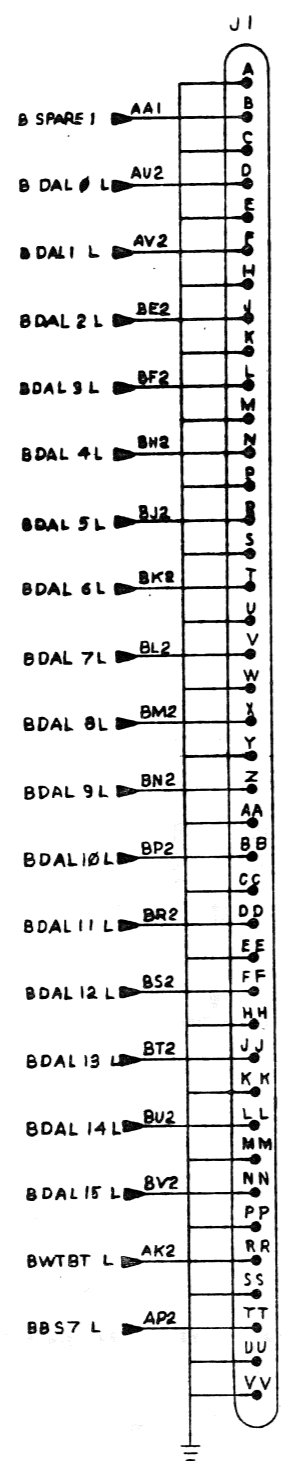 J1
A
B SPARE 1 AA1 B
C
B DAL 0 L AU2 D
E
BDAL1 L AV2 F
H
BDAL 2 L BE2 J
K
BDAL 3 L BF2 L
M
BDAL 4 L BH2 N
P
BDAL 5 L BJ2 R
S
BDAL 6 L BK2 T
U
BDAL 7 L BL2 V
W
BDAL 8 L BM2 X
Y
BDAL 9 L BN2 Z
AA
BDAL 10 L BP2 BB
CC
BDAL 11 L BR2 DD
EE
BDAL 12 L BS2 FF
HH
BDAL 13 L BT2 JJ
KK
BDAL 14 L BU2 LL
MM
BDAL 15 L BV2 NN
PP
BWTBT L AK2 RR
SS
BBS7 L AP2 TT
UU
VV